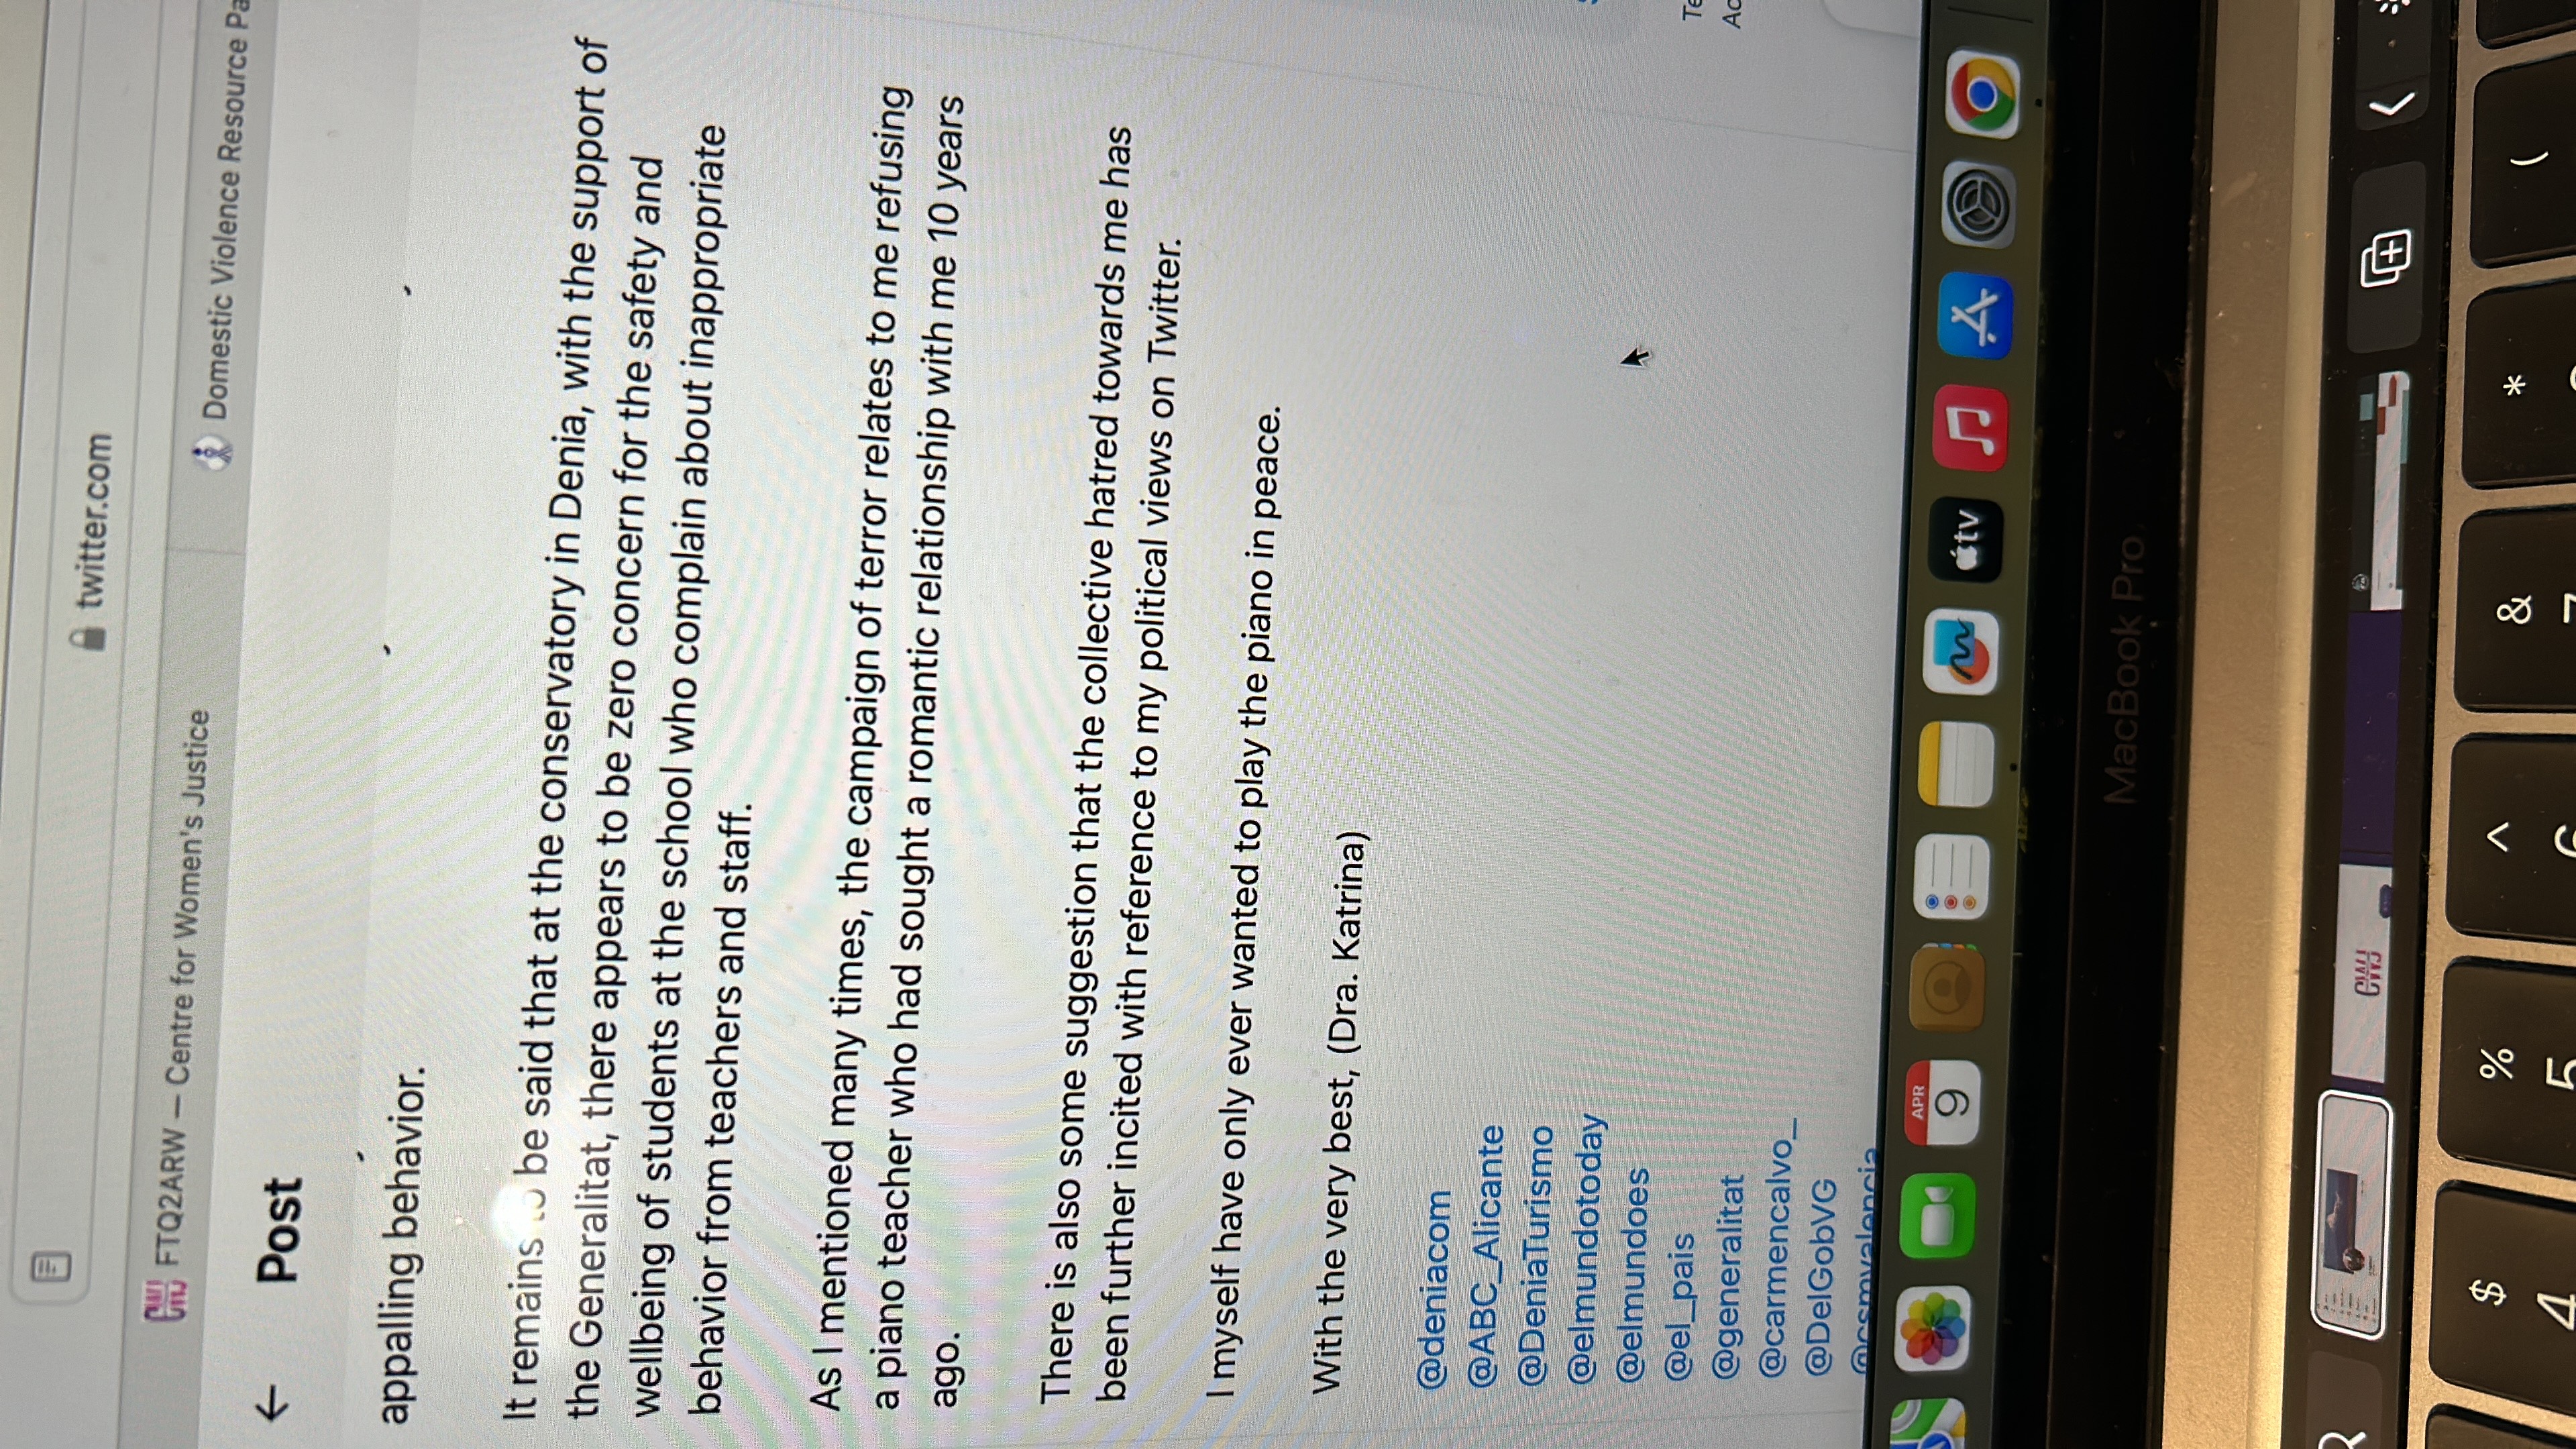 twitter.com
FTQ2ARW — Centre for Women's Justice
Domestic Violence Resource Pa
Post
appalling behavior.
It remains to be said that at the conservatory in Denia, with the support of
the Generalitat, there appears to be zero concern for the safety and
wellbeing of students at the school who complain about inappropriate
behavior from teachers and staff.
As I mentioned many times, the campaign of terror relates to me refusing
a piano teacher who had sought a romantic relationship with me 10 years
ago.
There is also some suggestion that the collective hatred towards me has
been further incited with reference to my political views on Twitter.
I myself have only ever wanted to play the piano in peace.
With the very best, (Dra. Katrina)
@deniacom
@ABC_Alicante
@DeniaTurismo
@elmundotoday
@elmundoes
@el_pais
@generalitat
@carmencalvo_
@DelGobVG
@csmvalencia
Te
Ac
APR
9
tv
MacBook Pro
CWJ
$ % ^ & * (
4 5 6 7